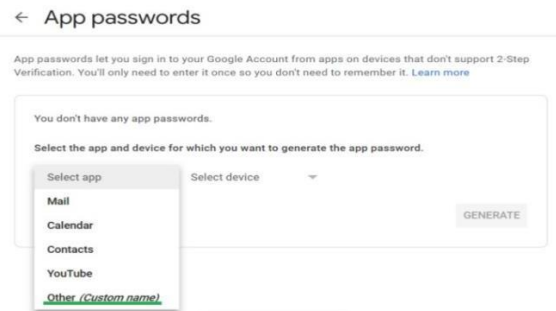 ← App passwords
App passwords let you sign in to your Google Account from apps on devices that don't support 2-Step
Verification. You'll only need to enter it once so you don't need to remember it. Learn more
You don't have any app passwords.
Select the app and device for which you want to generate the app password.
Select app
Select device
Mail
Calendar
GENERATE
Contacts
YouTube
Other (Custom name)